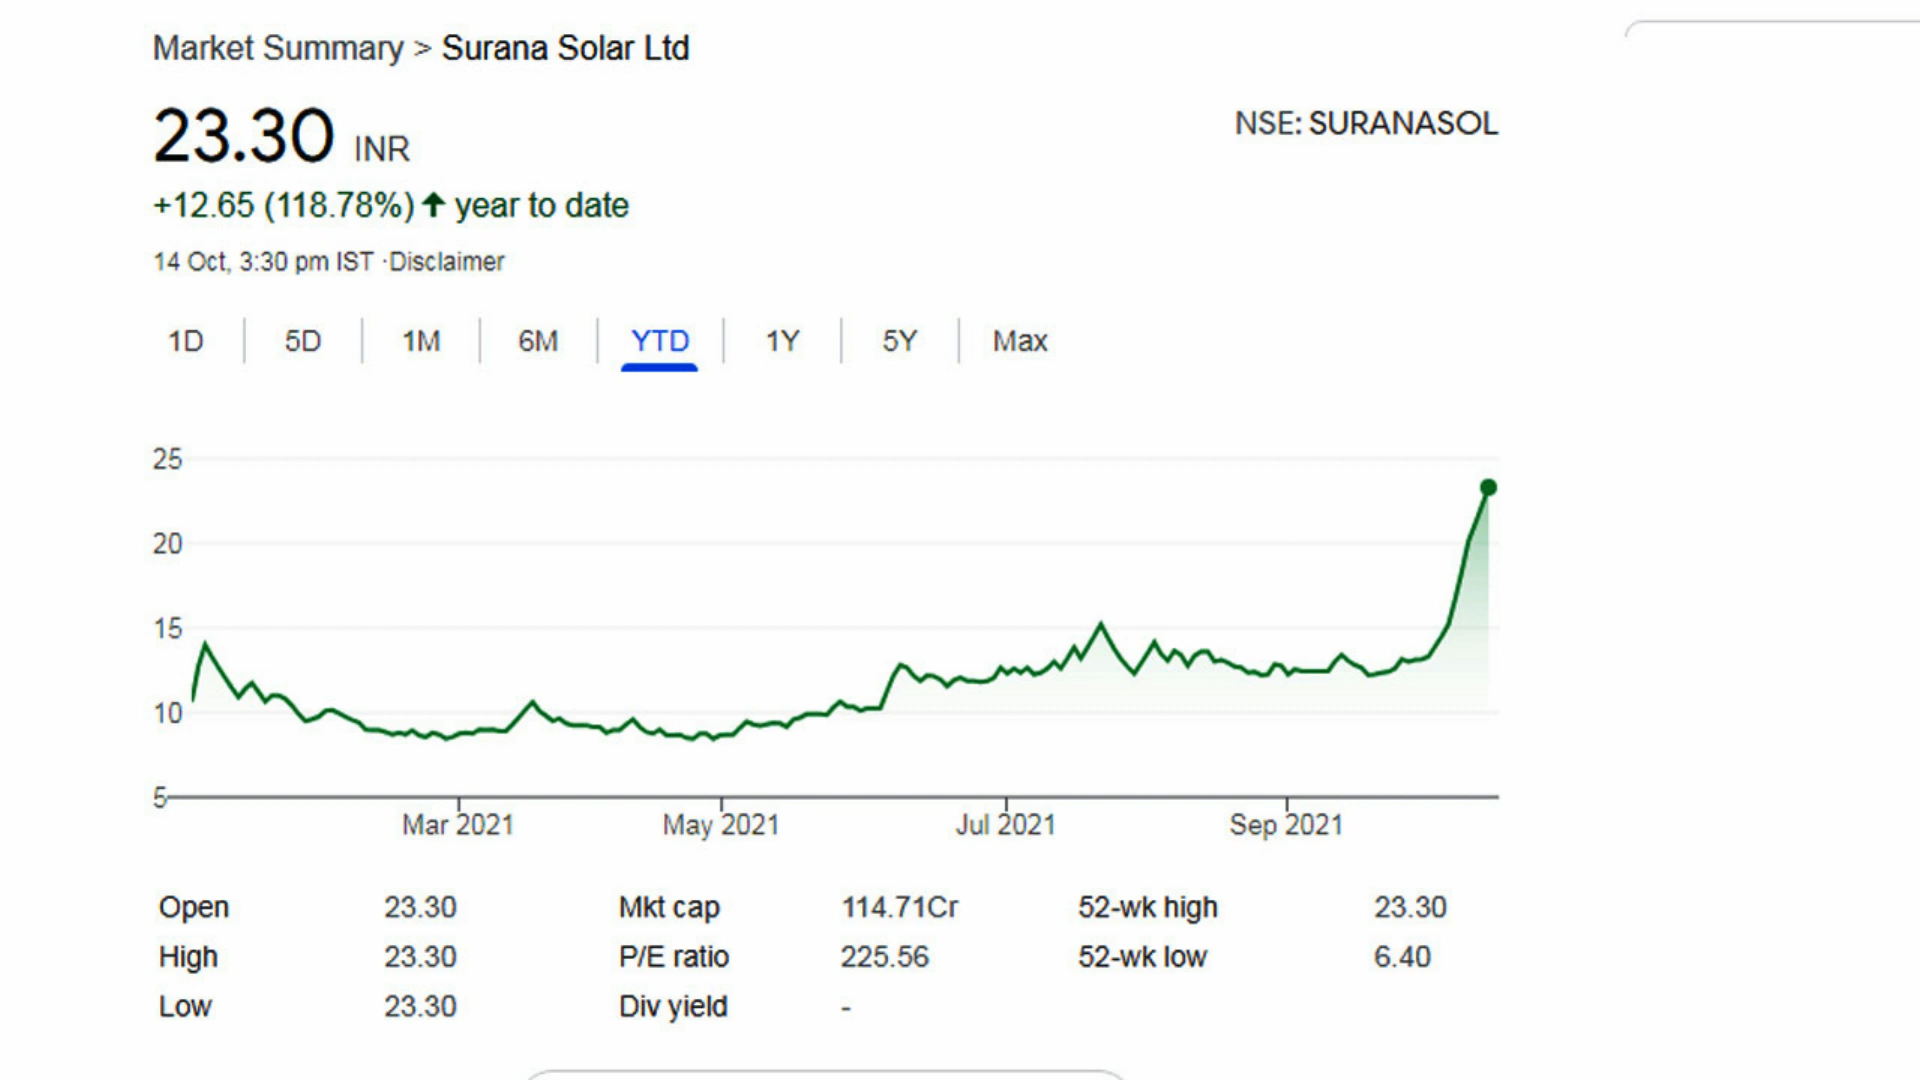 Market Summary > Surana Solar Ltd
23.30 INR
NSE: SURANASOL
+12.65 (118.78%) ↑ year to date
14 Oct, 3:30 pm IST ·Disclaimer
1D 5D 1M 6M YTD 1Y 5Y Max
25
20
15
10
5
Mar 2021 May 2021 Jul 2021 Sep 2021
Open 23.30 Mkt cap 114.71Cr 52-wk high 23.30
High 23.30 P/E ratio 225.56 52-wk low 6.40
Low 23.30 Div yield -